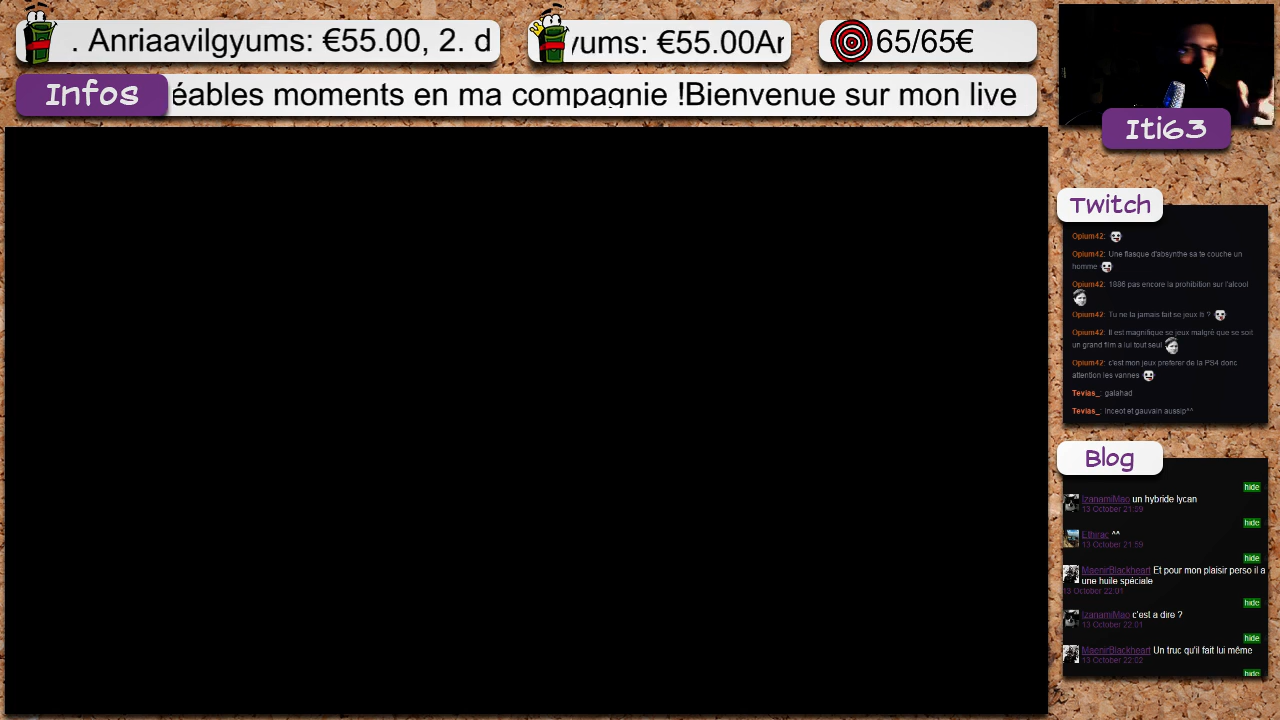 . Anriaavilgyums: €55.00, 2. d
yums: €55.00Ar
65/65€
Infos
éables moments en ma compagnie !Bienvenue sur mon live
Iti63
Twitch
Opium42:
Opium42: Une flasque d'absynthe sa te couche un
homme
Opium42: 1886 pas encore la prohibition sur l'alcool
Opium42: Tu ne la jamais fait se jeux iti ?
Opium42: Il est magnifique se jeux malgré que se soit
un grand film a lui tout seul
Opium42: c'est mon jeux preferer de la PS4 donc
attention les vannes
Tevias_: galahad
Tevias_: lnceot et gauvain aussip^^
Blog
hide
IzanamiMao un hybride lycan
13 October 21:59
hide
Ethirae ^^
13 October 21:59
hide
MaenirBlackheart Et pour mon plaisir perso il a
une huile spéciale
13 October 22:01
hide
IzanamiMao c'est a dire ?
13 October 22:01
hide
MaenirBlackheart Un truc qu'il fait lui même
13 October 22:02
hide